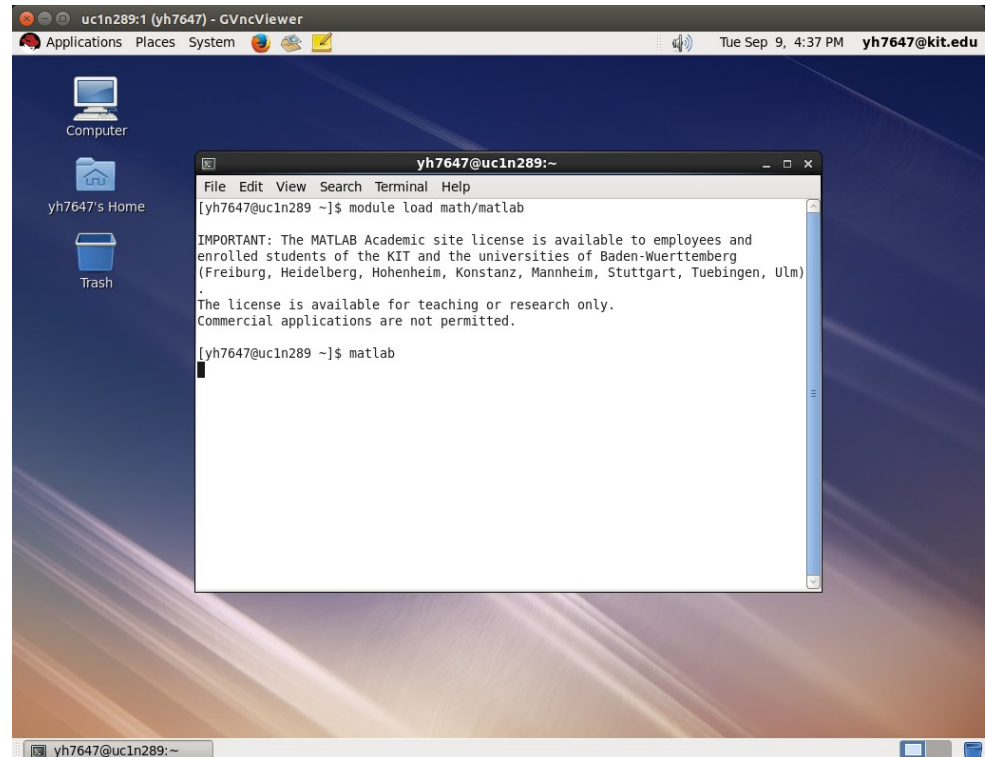 uc1n289:1 (yh7647) - GVncViewer
Applications Places System Tue Sep 9, 4:37 PM yh7647@kit.edu
Computer
yh7647's Home
Trash
yh7647@uc1n289:~
File Edit View Search Terminal Help
[yh7647@uc1n289 ~]$ module load math/matlab
IMPORTANT: The MATLAB Academic site license is available to employees and
enrolled students of the KIT and the universities of Baden-Wuerttemberg
(Freiburg, Heidelberg, Hohenheim, Konstanz, Mannheim, Stuttgart, Tuebingen, Ulm)
.
The license is available for teaching or research only.
Commercial applications are not permitted.
[yh7647@uc1n289 ~]$ matlab
yh7647@uc1n289:~